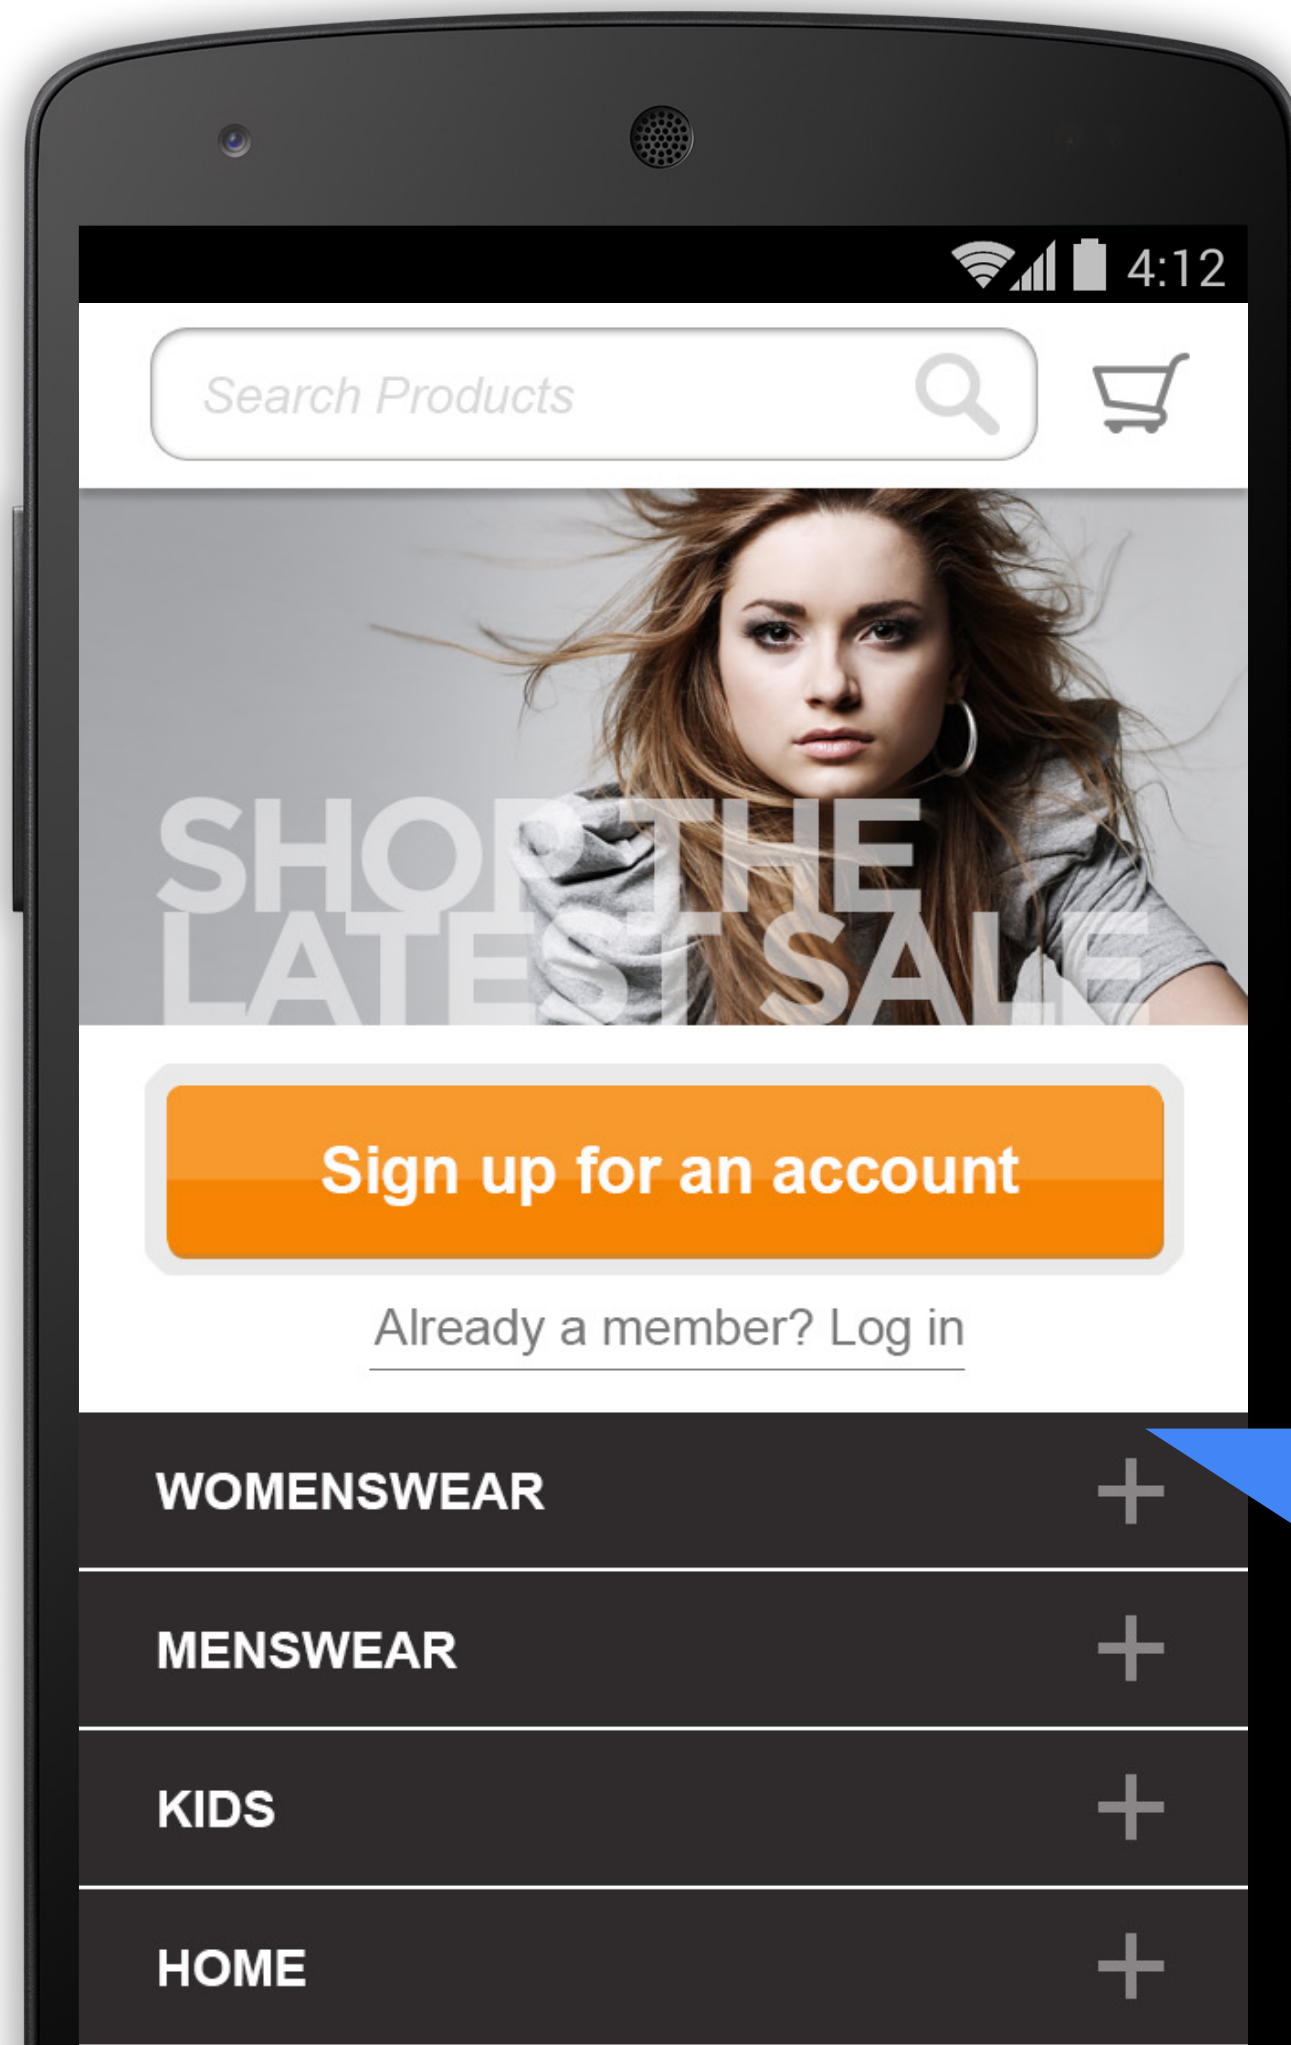 4:12
Search Products
SHOP THE
LATEST SALE
Sign up for an account
Already a member? Log in
WOMENSWEAR
MENSWEAR
KIDS
HOME